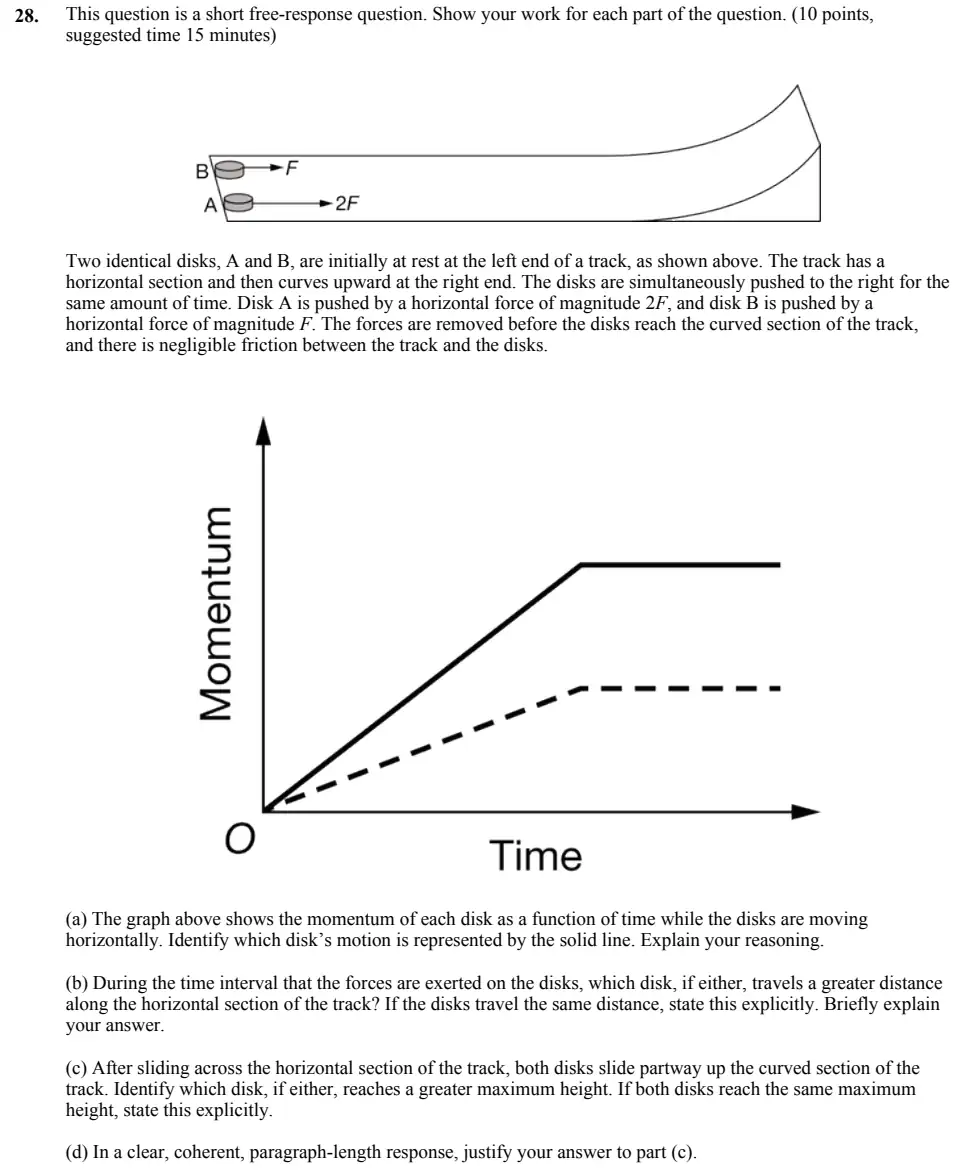 28. This question is a short free-response question. Show your work for each part of the question. (10 points,
suggested time 15 minutes)
B F
A 2F
Two identical disks, A and B, are initially at rest at the left end of a track, as shown above. The track has a
horizontal section and then curves upward at the right end. The disks are simultaneously pushed to the right for the
same amount of time. Disk A is pushed by a horizontal force of magnitude 2F, and disk B is pushed by a
horizontal force of magnitude F. The forces are removed before the disks reach the curved section of the track,
and there is negligible friction between the track and the disks.
Momentum
O
Time
(a) The graph above shows the momentum of each disk as a function of time while the disks are moving
horizontally. Identify which disk's motion is represented by the solid line. Explain your reasoning.
(b) During the time interval that the forces are exerted on the disks, which disk, if either, travels a greater distance
along the horizontal section of the track? If the disks travel the same distance, state this explicitly. Briefly explain
your answer.
(c) After sliding across the horizontal section of the track, both disks slide partway up the curved section of the
track. Identify which disk, if either, reaches a greater maximum height. If both disks reach the same maximum
height, state this explicitly.
(d) In a clear, coherent, paragraph-length response, justify your answer to part (c).